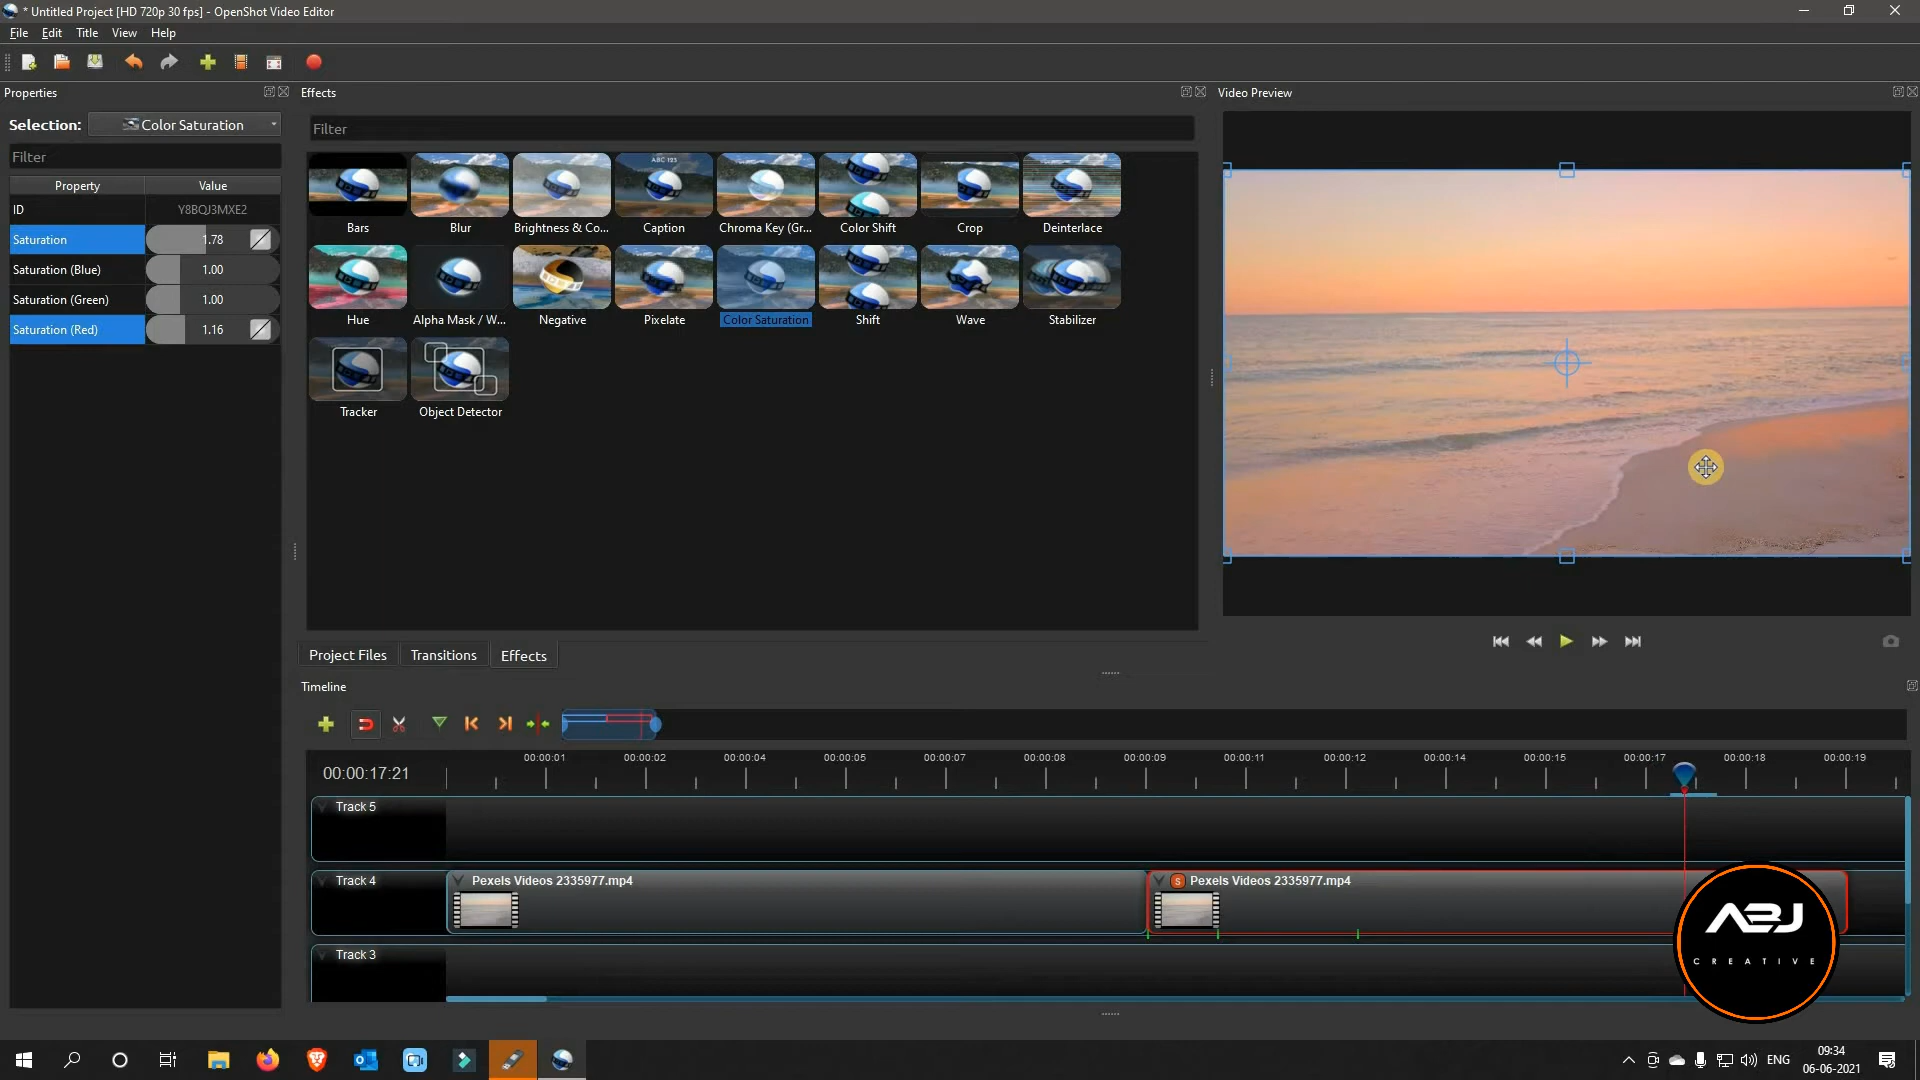 * Untitled Project [HD 720p 30 fps] - OpenShot Video Editor
File Edit Title View Help
Properties
Effects
Video Preview
Selection: Color Saturation
Filter
Filter
Property Value
ID Y8BQJ3MXE2
Saturation 1.78
Saturation (Blue) 1.00
Saturation (Green) 1.00
Saturation (Red) 1.16
ABC 123
Bars Blur Brightness & Co... Caption Chroma Key (Gr... Color Shift Crop Deinterlace
Hue Alpha Mask / W... Negative Pixelate Color Saturation Shift Wave Stabilizer
Tracker Object Detector
Project Files Transitions Effects
Timeline
00:00:17:21
00:00:01 00:00:02 00:00:04 00:00:05 00:00:07 00:00:08 00:00:09 00:00:11 00:00:12 00:00:14 00:00:15 00:00:17 00:00:18 00:00:19
Track 5
Track 4
Pexels Videos 2335977.mp4
S Pexels Videos 2335977.mp4
Track 3
ABJ
CREATIVE
ENG
09:34
06-06-2021